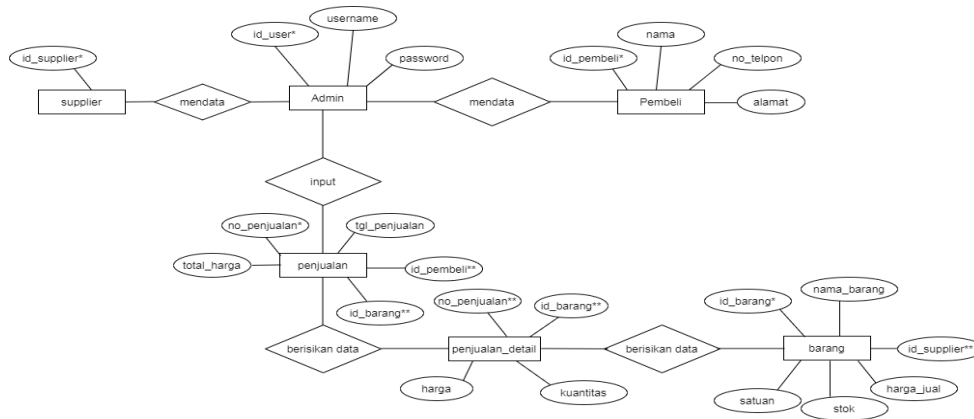 username
nama
id_user*
id_supplier*
password
id_pembeli*
no_telpon
supplier
mendata
Admin
mendata
Pembeli
alamat
input
no_penjualan*
tgl_penjualan
total_harga
penjualan
id_pembeli**
id_barang**
no_penjualan**
id_barang**
id_barang*
nama_barang
berisikan data
penjualan_detail
berisikan data
barang
id_supplier**
harga
kuantitas
satuan
stok
harga_jual